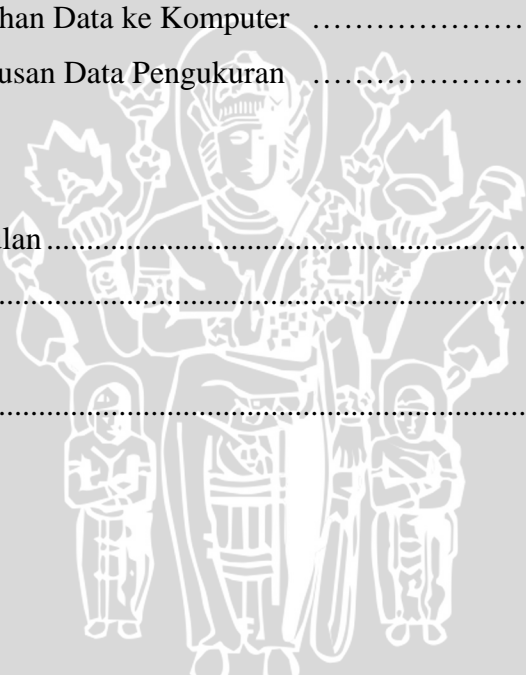 han Data ke Komputer ........................
usan Data Pengukuran ........................
lan................................................................
................................................................
................................................................